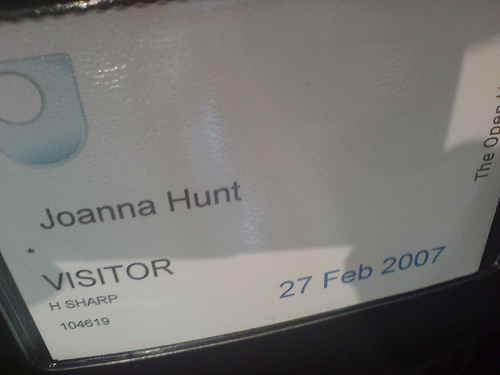 Joanna Hunt
*
VISITOR
H SHARP
104619
27 Feb 2007
The Open